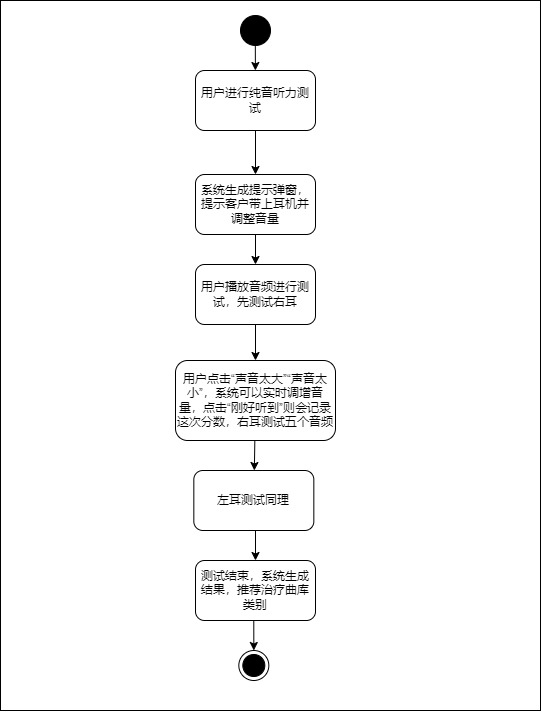 用户进行纯音听力测
试
系统生成提示弹窗，
提示客户带上耳机并
调整音量
用户播放音频进行测
试，先测试右耳
用户点击“声音太大”“声音太
小”，系统可以实时调增音
量，点击“刚好听到”则会记录
这次分数，右耳测试五个音频
左耳测试同理
测试结束，系统生成
结果，推荐治疗曲库
类别